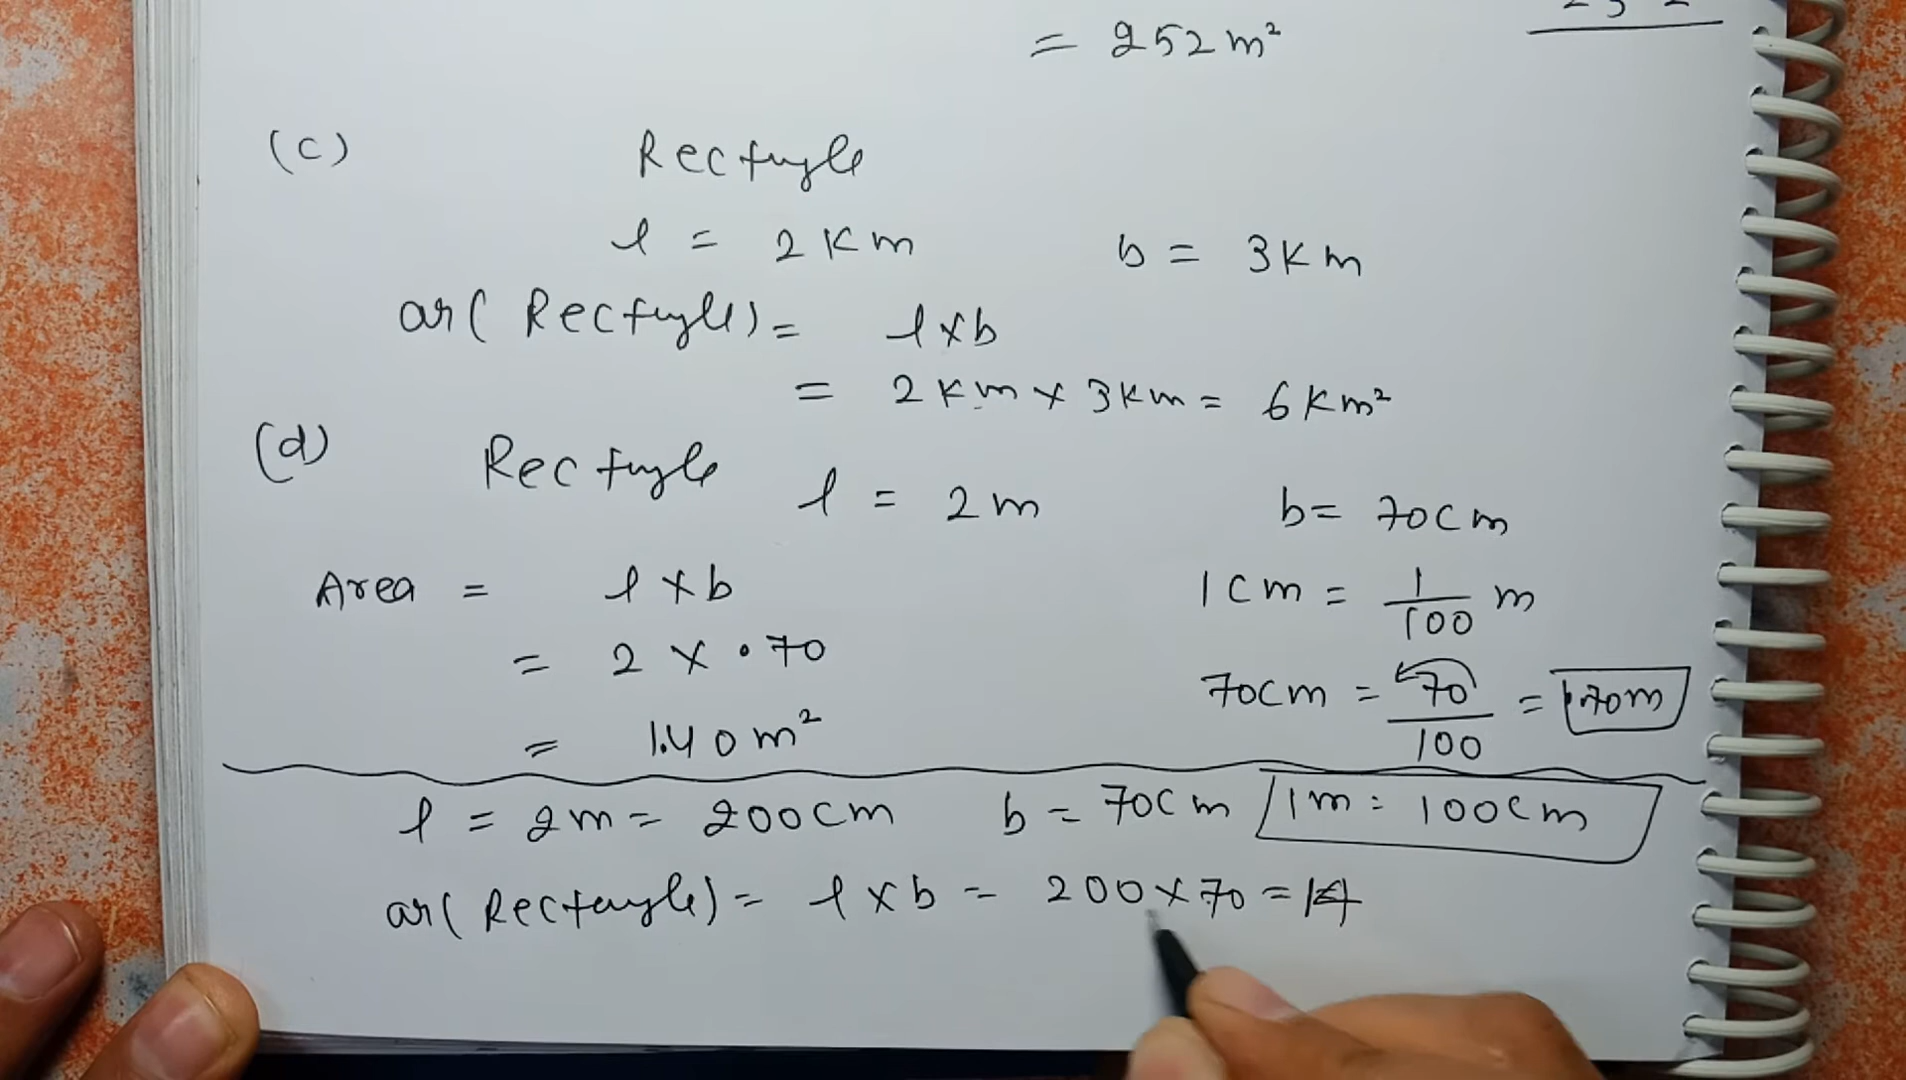 = 252 m²
(c) Rectangle
l = 2 Km b = 3 Km
ar( Rectangle) = l × b
= 2 Km × 3 Km = 6 Km²
(d) Rectangle l = 2 m b = 70 cm
Area = l × b 1 cm = 1/100 m
= 2 × .70 70 cm = 70/100 = .70m
= 1.40 m²
l = 2m = 200 cm b = 70 cm 1 m = 100 cm
ar( Rectangle) = l × b = 200 × 70 = 14